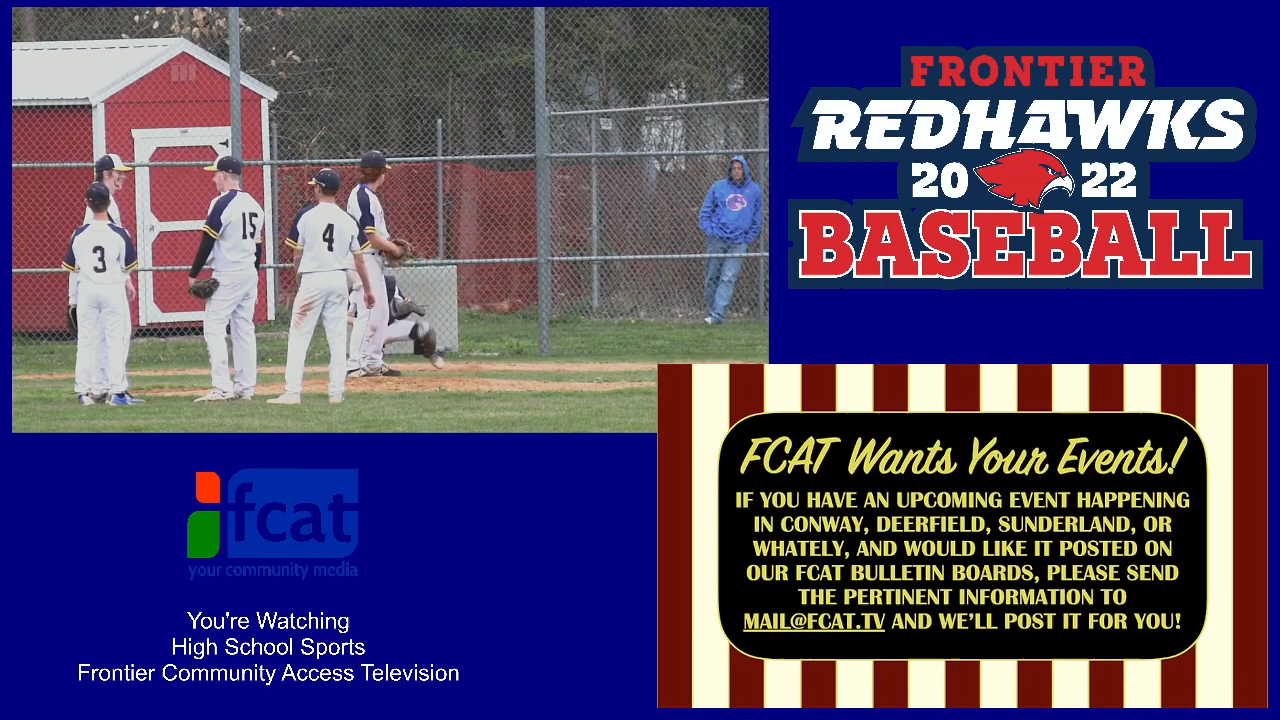 3
15
4
FRONTIER
REDHAWKS
20 22
BASEBALL
fcat
your community media
You're Watching
High School Sports
Frontier Community Access Television
FCAT Wants Your Events!
IF YOU HAVE AN UPCOMING EVENT HAPPENING
IN CONWAY, DEERFIELD, SUNDERLAND, OR
WHATELY, AND WOULD LIKE IT POSTED ON
OUR FCAT BULLETIN BOARDS, PLEASE SEND
THE PERTINENT INFORMATION TO
MAIL@FCAT.TV AND WE'LL POST IT FOR YOU!